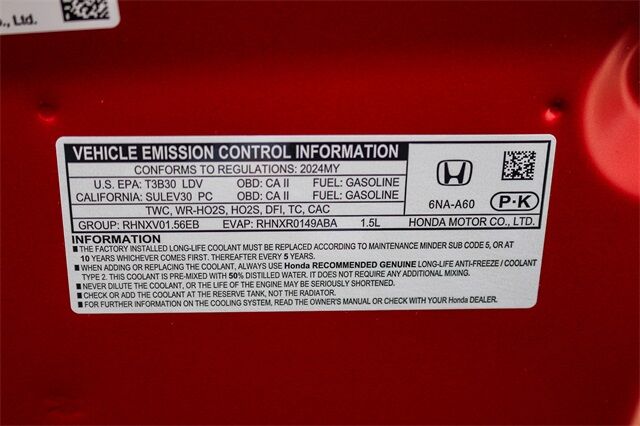 o., Ltd.
VEHICLE EMISSION CONTROL INFORMATION
CONFORMS TO REGULATIONS: 2024MY
U.S. EPA: T3B30 LDV OBD: CA II FUEL: GASOLINE
CALIFORNIA: SULEV30 PC OBD: CA II FUEL: GASOLINE
TWC, WR-HO2S, HO2S, DFI, TC, CAC
6NA-A60 P·K
GROUP: RHNXV01.56EB EVAP: RHNXR0149ABA 1.5L HONDA MOTOR CO., LTD.
INFORMATION
■ THE FACTORY INSTALLED LONG-LIFE COOLANT MUST BE REPLACED ACCORDING TO MAINTENANCE MINDER SUB CODE 5, OR AT
10 YEARS WHICHEVER COMES FIRST. THEREAFTER EVERY 5 YEARS.
■ WHEN ADDING OR REPLACING THE COOLANT, ALWAYS USE Honda RECOMMENDED GENUINE LONG-LIFE ANTI-FREEZE / COOLANT
TYPE 2. THIS COOLANT IS PRE-MIXED WITH 50% DISTILLED WATER. IT DOES NOT REQUIRE ANY ADDITIONAL MIXING.
■ NEVER DILUTE THE COOLANT, OR THE LIFE OF THE ENGINE MAY BE SERIOUSLY SHORTENED.
■ CHECK OR ADD THE COOLANT AT THE RESERVE TANK, NOT THE RADIATOR.
■ FOR FURTHER INFORMATION ON THE COOLING SYSTEM, READ THE OWNER'S MANUAL OR CHECK WITH YOUR Honda DEALER.